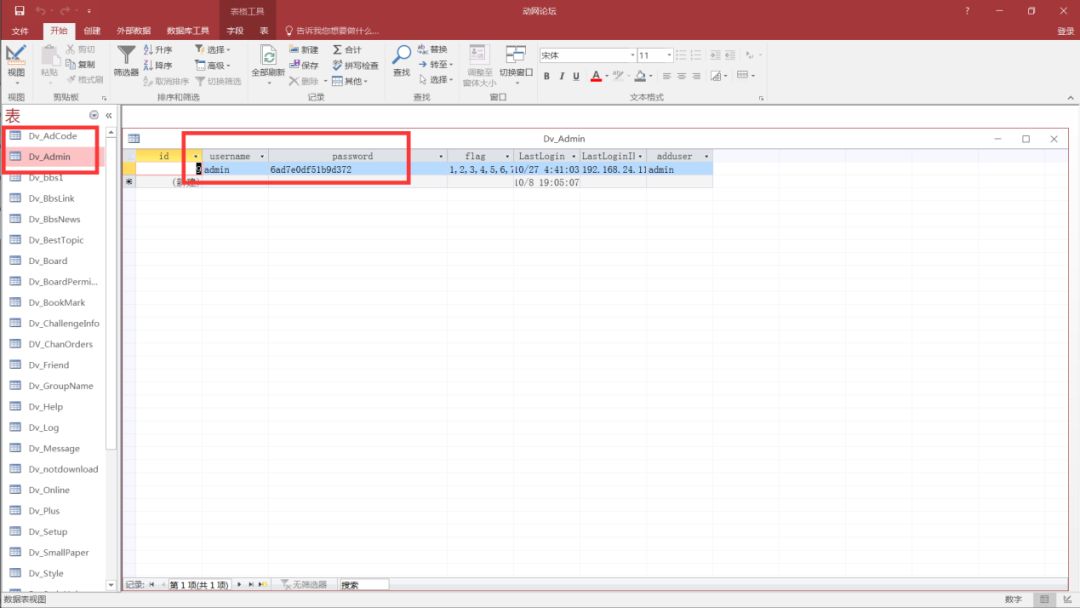 表格工具 动网论坛 ?
文件 开始 创建 外部数据 数据库工具 字段 表 告诉我您想要做什么... 登录
视图 粘贴 剪切 复制 格式刷 筛选器 升序 降序 取消排序 选择 高级 切换筛选 全部刷新 新建 保存 删除 合计 拼写检查 其他 查找 替换 转至 选择 调整至窗体大小 切换窗口 宋体 11
B I U A
视图 剪贴板 排序和筛选 记录 查找 窗口 文本格式
表
Dv_AdCode
Dv_Admin
Dv_bbs1
Dv_BbsLink
Dv_BbsNews
Dv_BestTopic
Dv_Board
Dv_BoardPermi...
Dv_BookMark
Dv_ChallengeInfo
DV_ChanOrders
Dv_Friend
Dv_GroupName
Dv_Help
Dv_Log
Dv_Message
Dv_notdownload
Dv_Online
Dv_Plus
Dv_Setup
Dv_SmallPaper
Dv_Style
Dv_Admin
id username password flag LastLogin LastLoginI adduser
admin 6ad7e0df51b9d372 1,2,3,4,5,6,7 10/27 4:41:03 192.168.24.11 admin
(新建) 10/8 19:05:07
记录: 第 1 项(共 1 项) 无筛选器 搜索
数据表视图 数字